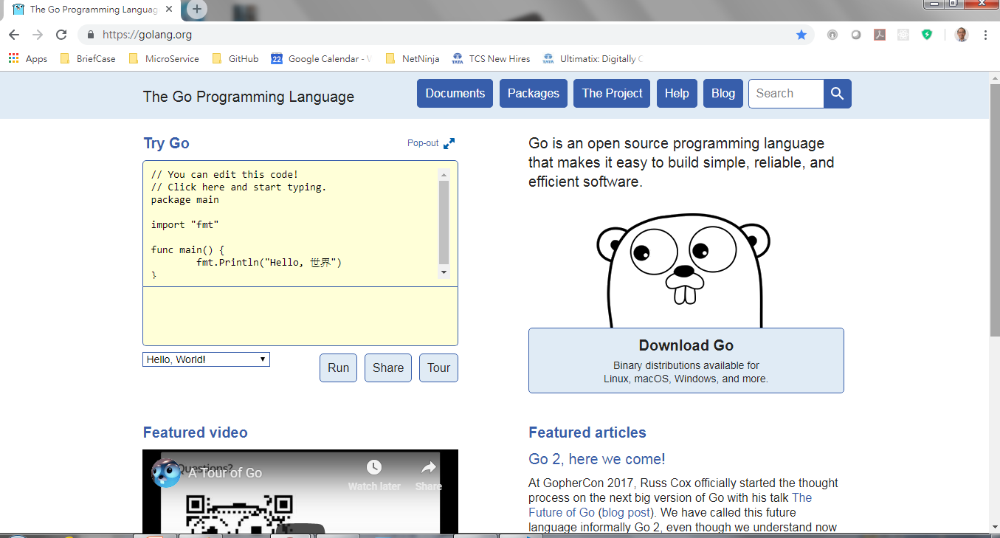 The Go Programming Languag
https://golang.org
Apps
BriefCase
MicroService
GitHub
22
Google Calendar -
NetNinja
TATA
TCS New Hires
TATA
Ultimatix: Digitally
The Go Programming Language
Documents
Packages
The Project
Help
Blog
Search
Try Go
Pop-out
// You can edit this code!
// Click here and start typing.
package main
import "fmt"
func main() {
fmt.Println("Hello, 世界")
}
Hello, World!
Run
Share
Tour
Go is an open source programming language
that makes it easy to build simple, reliable, and
efficient software.
Download Go
Binary distributions available for
Linux, macOS, Windows, and more.
Featured video
Questions?
A Tour of Go
Watch later
Share
Featured articles
Go 2, here we come!
At GopherCon 2017, Russ Cox officially started the thought
process on the next big version of Go with his talk The
Future of Go (blog post). We have called this future
language informally Go 2, even though we understand now